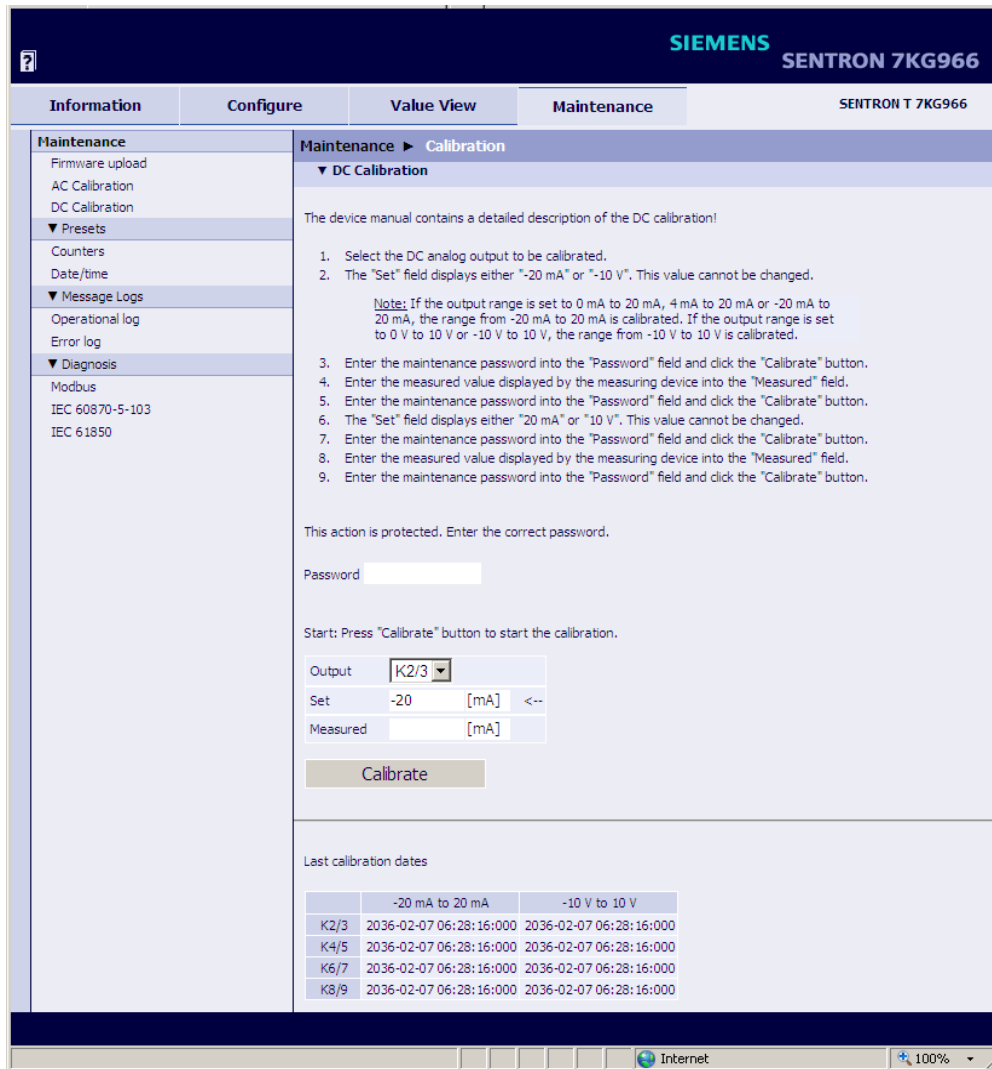 ?
SIEMENS
SENTRON 7KG966
Information Configure Value View Maintenance SENTRON T 7KG966
Maintenance
Firmware upload
AC Calibration
DC Calibration
▼ Presets
Counters
Date/time
▼ Message Logs
Operational log
Error log
▼ Diagnosis
Modbus
IEC 60870-5-103
IEC 61850
Maintenance ► Calibration
▼ DC Calibration
The device manual contains a detailed description of the DC calibration!
1. Select the DC analog output to be calibrated.
2. The "Set" field displays either "-20 mA" or "-10 V". This value cannot be changed.
Note: If the output range is set to 0 mA to 20 mA, 4 mA to 20 mA or -20 mA to
20 mA, the range from -20 mA to 20 mA is calibrated. If the output range is set
to 0 V to 10 V or -10 V to 10 V, the range from -10 V to 10 V is calibrated.
3. Enter the maintenance password into the "Password" field and click the "Calibrate" button.
4. Enter the measured value displayed by the measuring device into the "Measured" field.
5. Enter the maintenance password into the "Password" field and click the "Calibrate" button.
6. The "Set" field displays either "20 mA" or "10 V". This value cannot be changed.
7. Enter the maintenance password into the "Password" field and click the "Calibrate" button.
8. Enter the measured value displayed by the measuring device into the "Measured" field.
9. Enter the maintenance password into the "Password" field and click the "Calibrate" button.
This action is protected. Enter the correct password.
Password
Start: Press "Calibrate" button to start the calibration.
Output K2/3
Set -20 [mA] <--
Measured [mA]
Calibrate
Last calibration dates
-20 mA to 20 mA -10 V to 10 V
K2/3 2036-02-07 06:28:16:000 2036-02-07 06:28:16:000
K4/5 2036-02-07 06:28:16:000 2036-02-07 06:28:16:000
K6/7 2036-02-07 06:28:16:000 2036-02-07 06:28:16:000
K8/9 2036-02-07 06:28:16:000 2036-02-07 06:28:16:000
Internet 100%